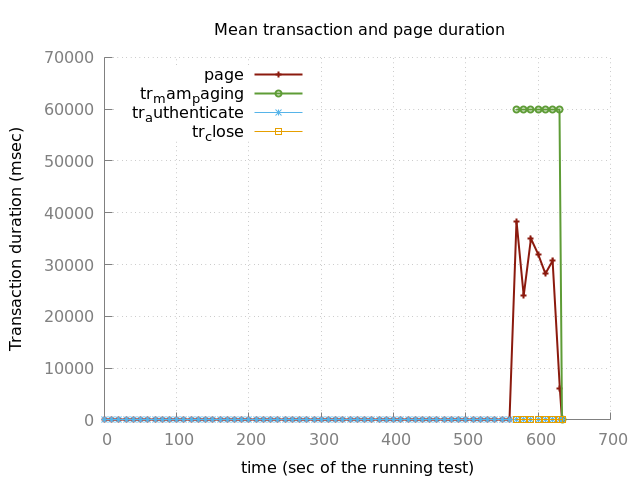 Mean transaction and page duration
70000
60000
50000
40000
30000
20000
10000
0
Transaction duration (msec)
page
tr_mam_paging
tr_authenticate
tr_close
0 100 200 300 400 500 600 700
time (sec of the running test)